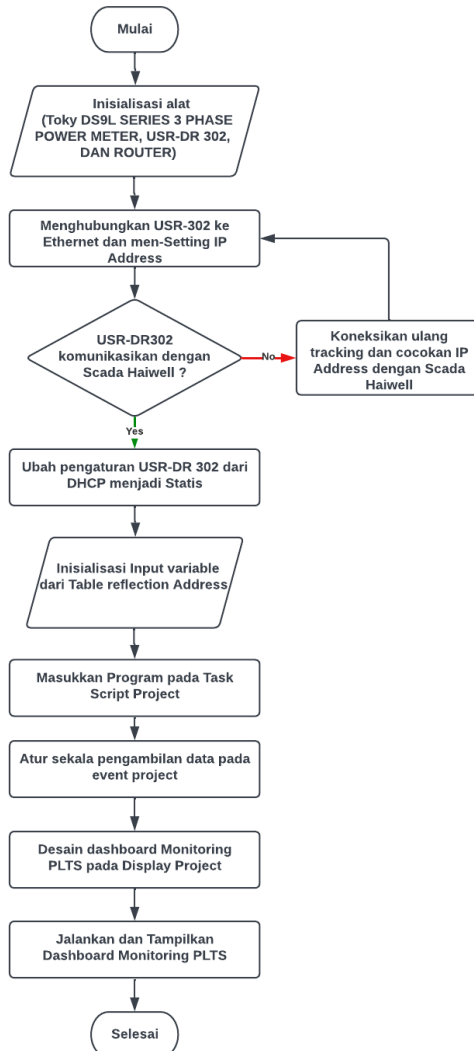 Mulai
Inisialisasi alat
(Toky DS9L SERIES 3 PHASE
POWER METER, USR-DR 302,
DAN ROUTER)
Menghubungkan USR-302 ke
Ethernet dan men-Setting IP
Address
USR-DR302
komunikasikan dengan
Scada Haiwell ?
No
Koneksikan ulang
tracking dan cocokan IP
Address dengan Scada
Haiwell
Yes
Ubah pengaturan USR-DR 302 dari
DHCP menjadi Statis
Inisialisasi Input variable
dari Table reflection Address
Masukkan Program pada Task
Script Project
Atur sekala pengambilan data pada
event project
Desain dashboard Monitoring
PLTS pada Display Project
Jalankan dan Tampilkan
Dashboard Monitoring PLTS
Selesai